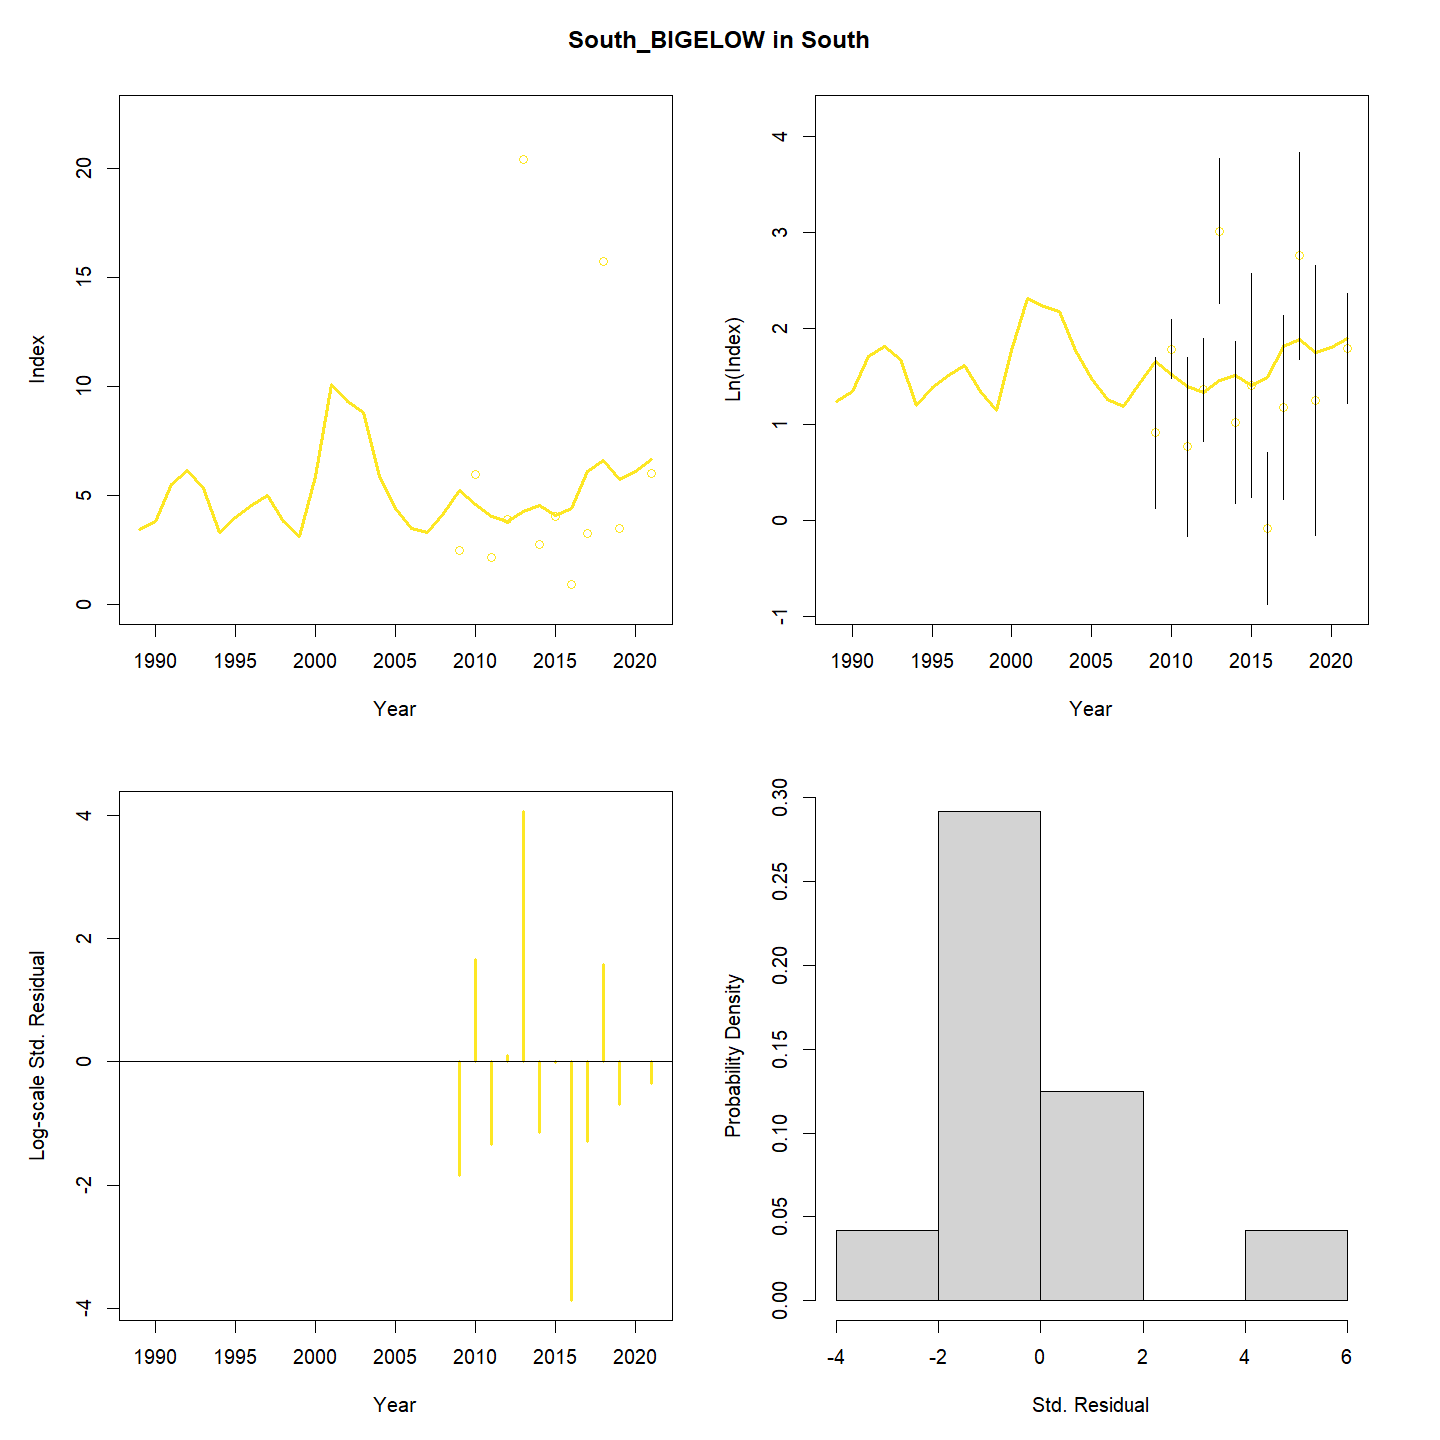 South_BIGELOW in South
Index
0
5
10
15
20
1990 1995 2000 2005 2010 2015 2020
Year
Ln(Index)
-1
0
1
2
3
4
1990 1995 2000 2005 2010 2015 2020
Year
Log-scale Std. Residual
-4
-2
0
2
4
1990 1995 2000 2005 2010 2015 2020
Year
Probability Density
0.00
0.05
0.10
0.15
0.20
0.25
0.30
-4 -2 0 2 4 6
Std. Residual